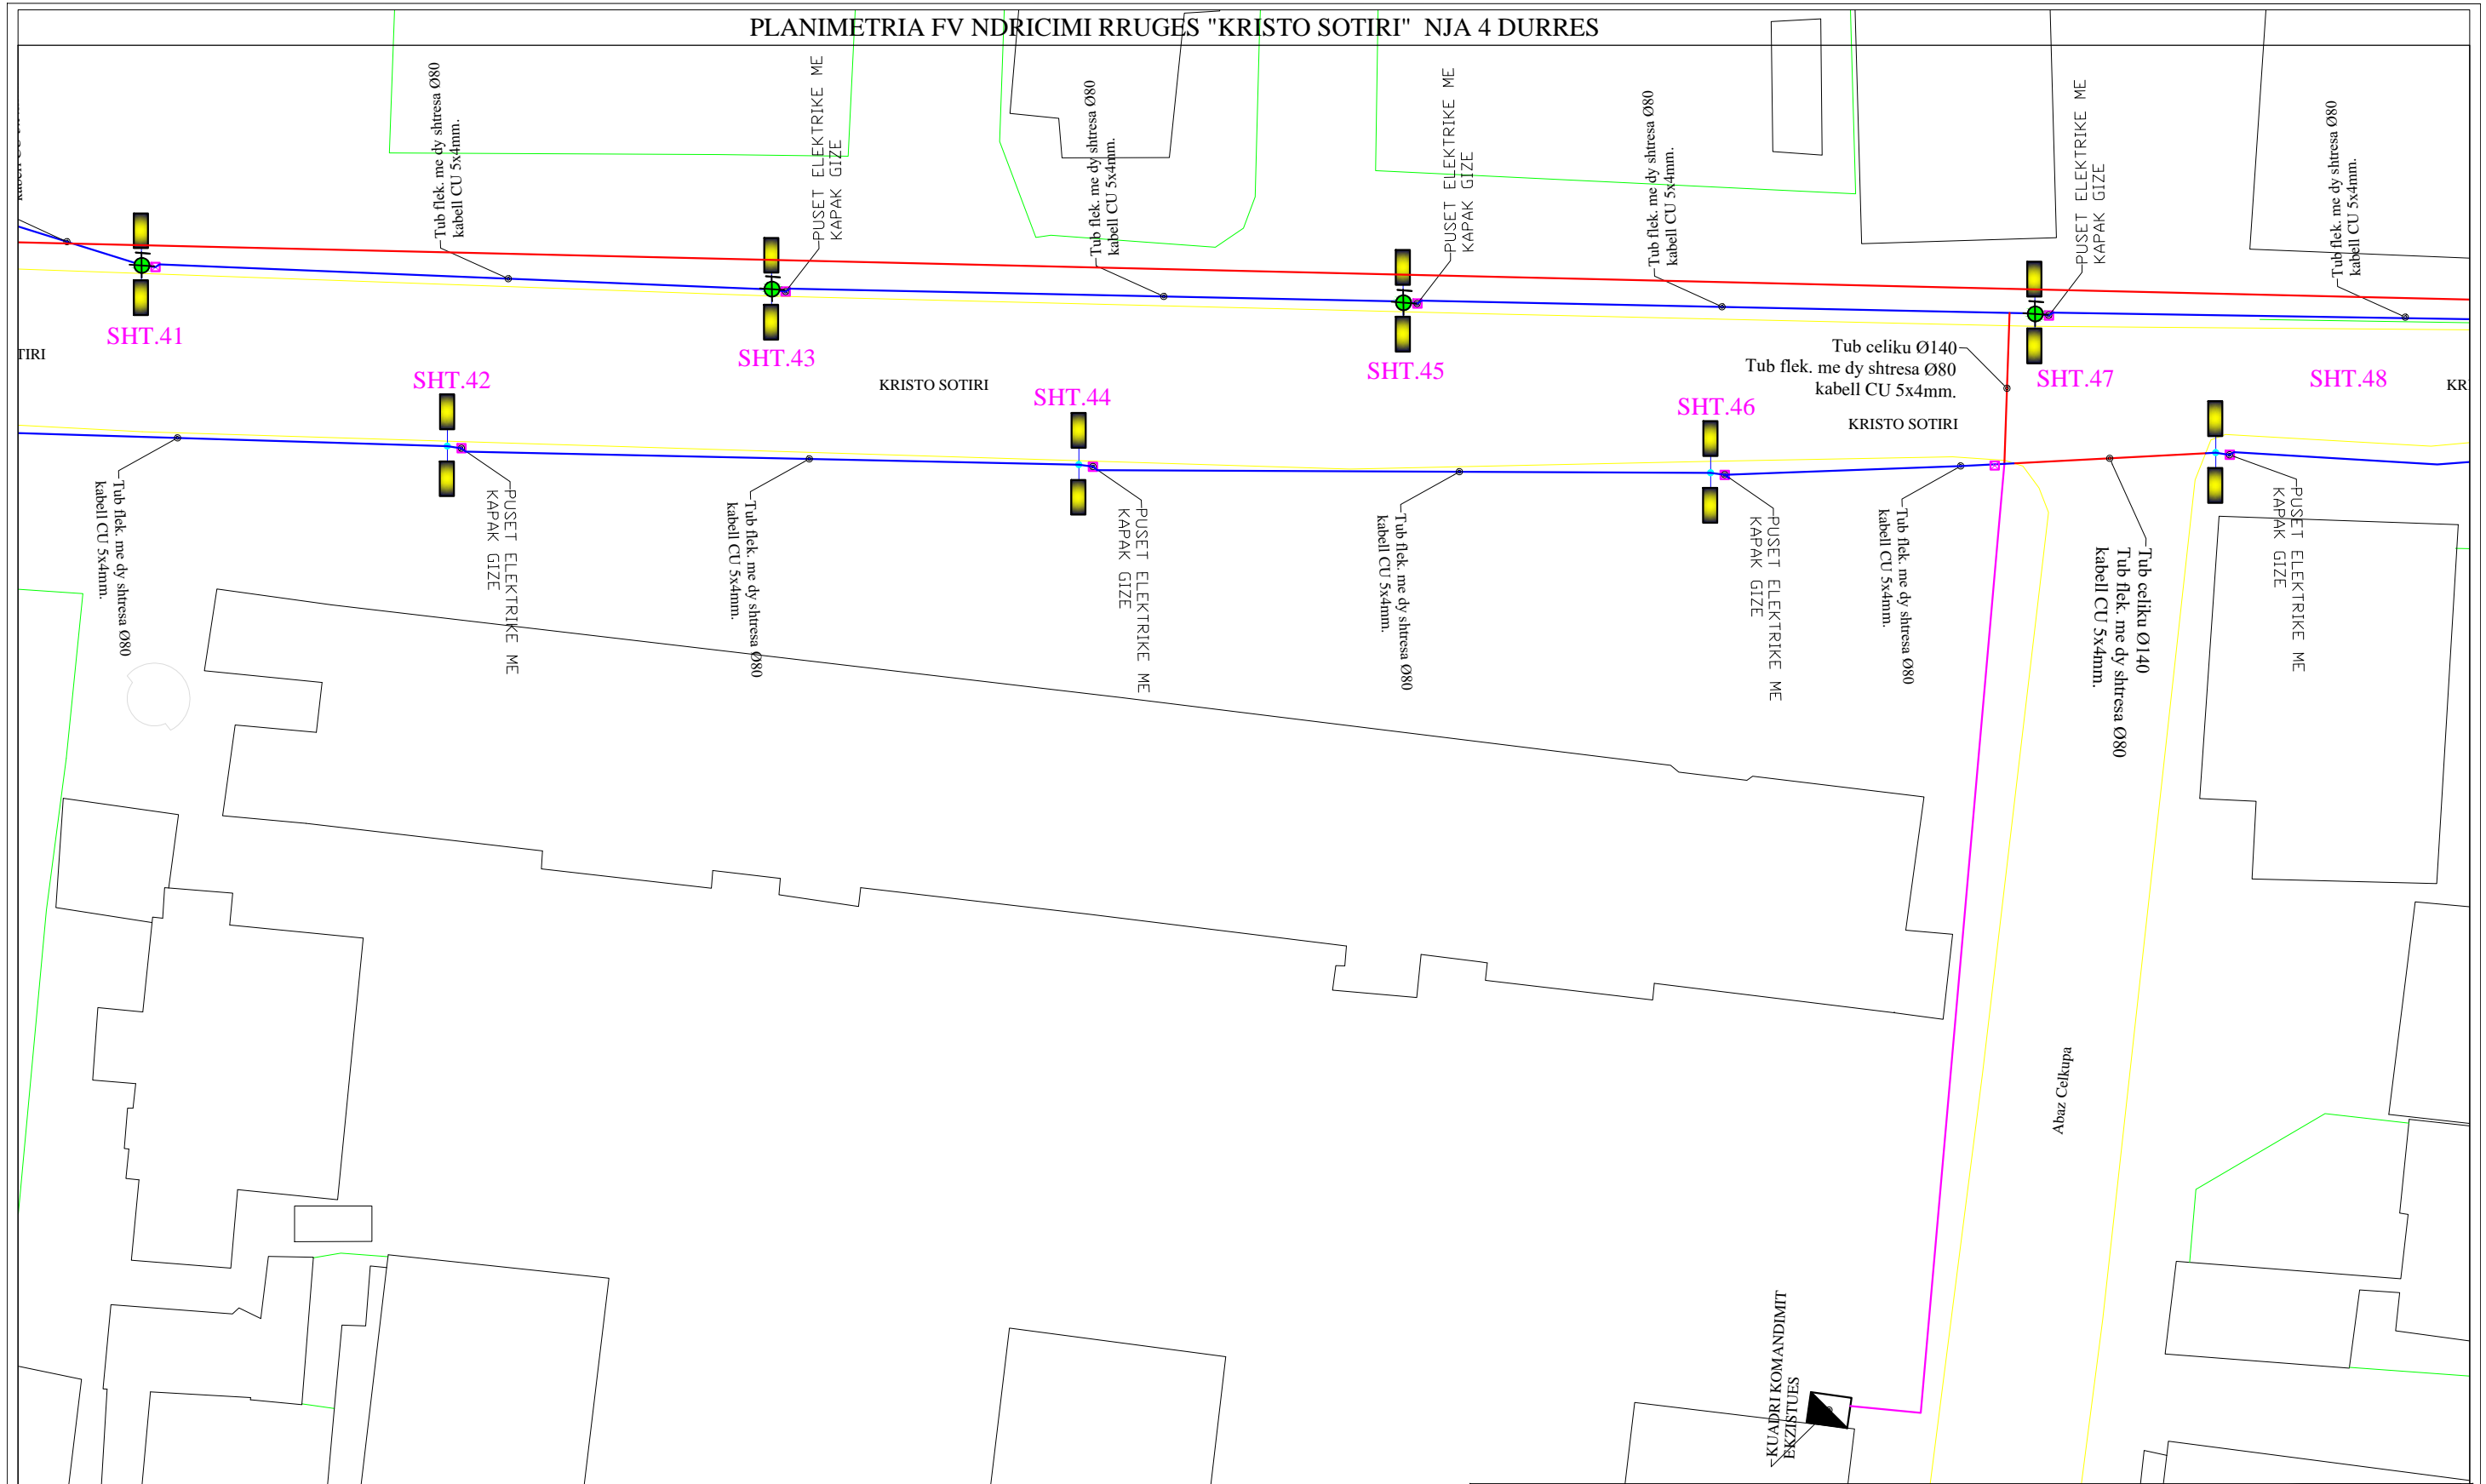 PLANIMETRIA FV NDRICIMI RRUGES "KRISTO SOTIRI" NJA 4 DURRES
Tub flek. me dy shtresa Ø80
kabell CU 5x4mm.
PUSET ELEKTRIKE ME
KAPAK GIZE
Tub flek. me dy shtresa Ø80
kabell CU 5x4mm.
PUSET ELEKTRIKE ME
KAPAK GIZE
Tub flek. me dy shtresa Ø80
kabell CU 5x4mm.
PUSET ELEKTRIKE ME
KAPAK GIZE
Tub flek. me dy shtresa Ø80
kabell CU 5x4mm.
SHT.41
SHT.43
SHT.45
SHT.47
SHT.48
TIRI
SHT.42
KRISTO SOTIRI
SHT.44
SHT.46
Tub celiku Ø140
Tub flek. me dy shtresa Ø80
kabell CU 5x4mm.
KRISTO SOTIRI
KR
Tub flek. me dy shtresa Ø80
kabell CU 5x4mm.
PUSET ELEKTRIKE ME
KAPAK GIZE
Tub flek. me dy shtresa Ø80
kabell CU 5x4mm.
PUSET ELEKTRIKE ME
KAPAK GIZE
Tub flek. me dy shtresa Ø80
kabell CU 5x4mm.
PUSET ELEKTRIKE ME
KAPAK GIZE
Tub flek. me dy shtresa Ø80
kabell CU 5x4mm.
Tub celiku Ø140
Tub flek. me dy shtresa Ø80
kabell CU 5x4mm.
PUSET ELEKTRIKE ME
KAPAK GIZE
Abaz Celkupa
KUADRI KOMANDIMIT
EKZISTUES